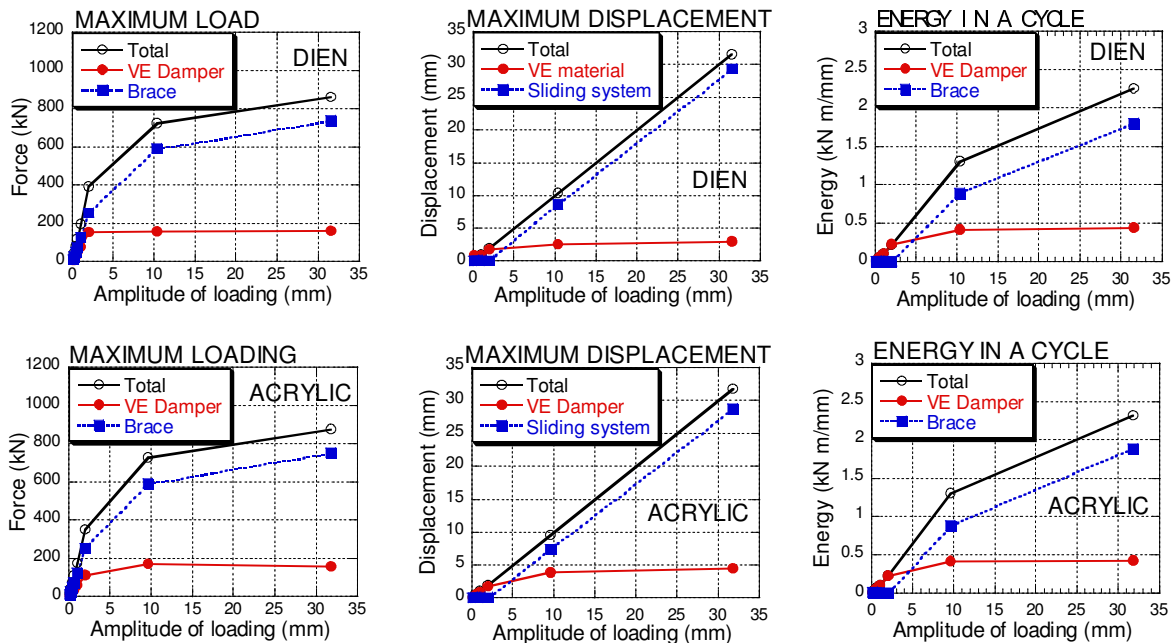 MAXIMUM LOAD
1200
1000
800
600
400
200
0
Force (kN)
Total
VE Damper
Brace
DIEN
0 5 10 15 20 25 30 35
Amplitude of loading (mm)
MAXIMUM DISPLACEMENT
35
30
25
20
15
10
5
0
Displacement (mm)
Total
VE material
Sliding system
DIEN
0 5 10 15 20 25 30 35
Amplitude of loading (mm)
ENERGY IN A CYCLE
3
2.5
2
1.5
1
0.5
0
Energy (kN m/mm)
Total
VE Damper
Brace
DIEN
0 5 10 15 20 25 30 35
Amplitude of loading (mm)
MAXIMUM LOADING
1200
1000
800
600
400
200
0
Force (kN)
Total
VE Damper
Brace
ACRYLIC
0 5 10 15 20 25 30 35
Amplitude of loading (mm)
MAXIMUM DISPLACEMENT
35
30
25
20
15
10
5
0
Displacement (mm)
Total
VE Damper
Sliding system
ACRYLIC
0 5 10 15 20 25 30 35
Amplitude of loading (mm)
ENERGY IN A CYCLE
3
2.5
2
1.5
1
0.5
0
Energy (kN m/mm)
Total
VE Damper
Brace
ACRYLIC
0 5 10 15 20 25 30 35
Amplitude of loading (mm)